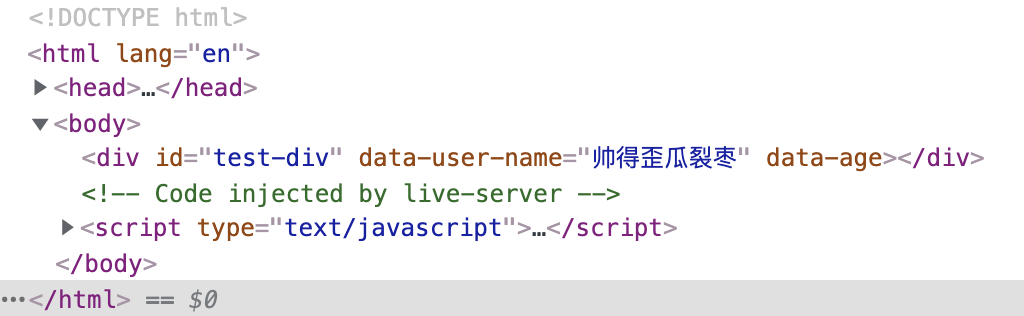 <!DOCTYPE html>
<html lang="en">
▶<head>…</head>
▼<body>
<div id="test-div" data-user-name="帅得歪瓜裂枣" data-age></div>
<!-- Code injected by live-server -->
▶<script type="text/javascript">…</script>
</body>
…</html> == $0